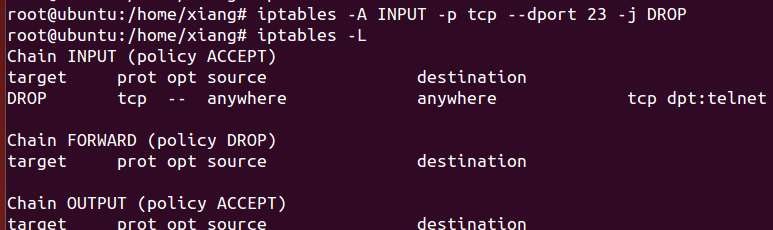 root@ubuntu:/home/xiang# iptables -A INPUT -p tcp --dport 23 -j DROP
root@ubuntu:/home/xiang# iptables -L
Chain INPUT (policy ACCEPT)
target     prot opt source               destination
DROP       tcp  --  anywhere             anywhere             tcp dpt:telnet
Chain FORWARD (policy DROP)
target     prot opt source               destination
Chain OUTPUT (policy ACCEPT)
target     prot opt source               destination